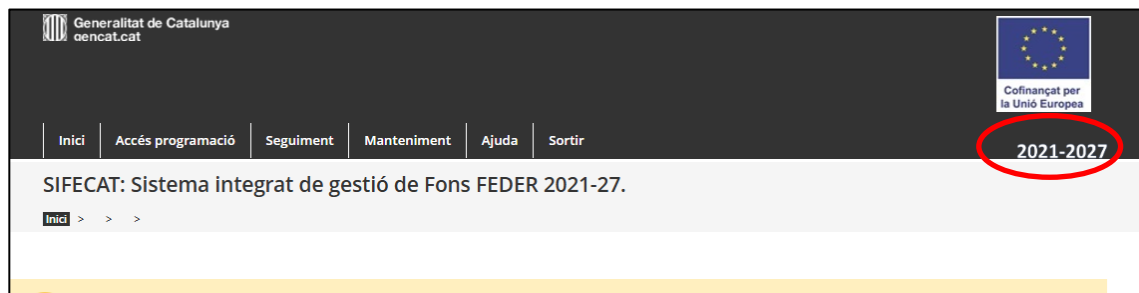 Generalitat de Catalunya
gencat.cat
Cofinançat per
la Unió Europea
Inici Accés programació Seguiment Manteniment Ajuda Sortir
2021-2027
SIFECAT: Sistema integrat de gestió de Fons FEDER 2021-27.
Inici > > >